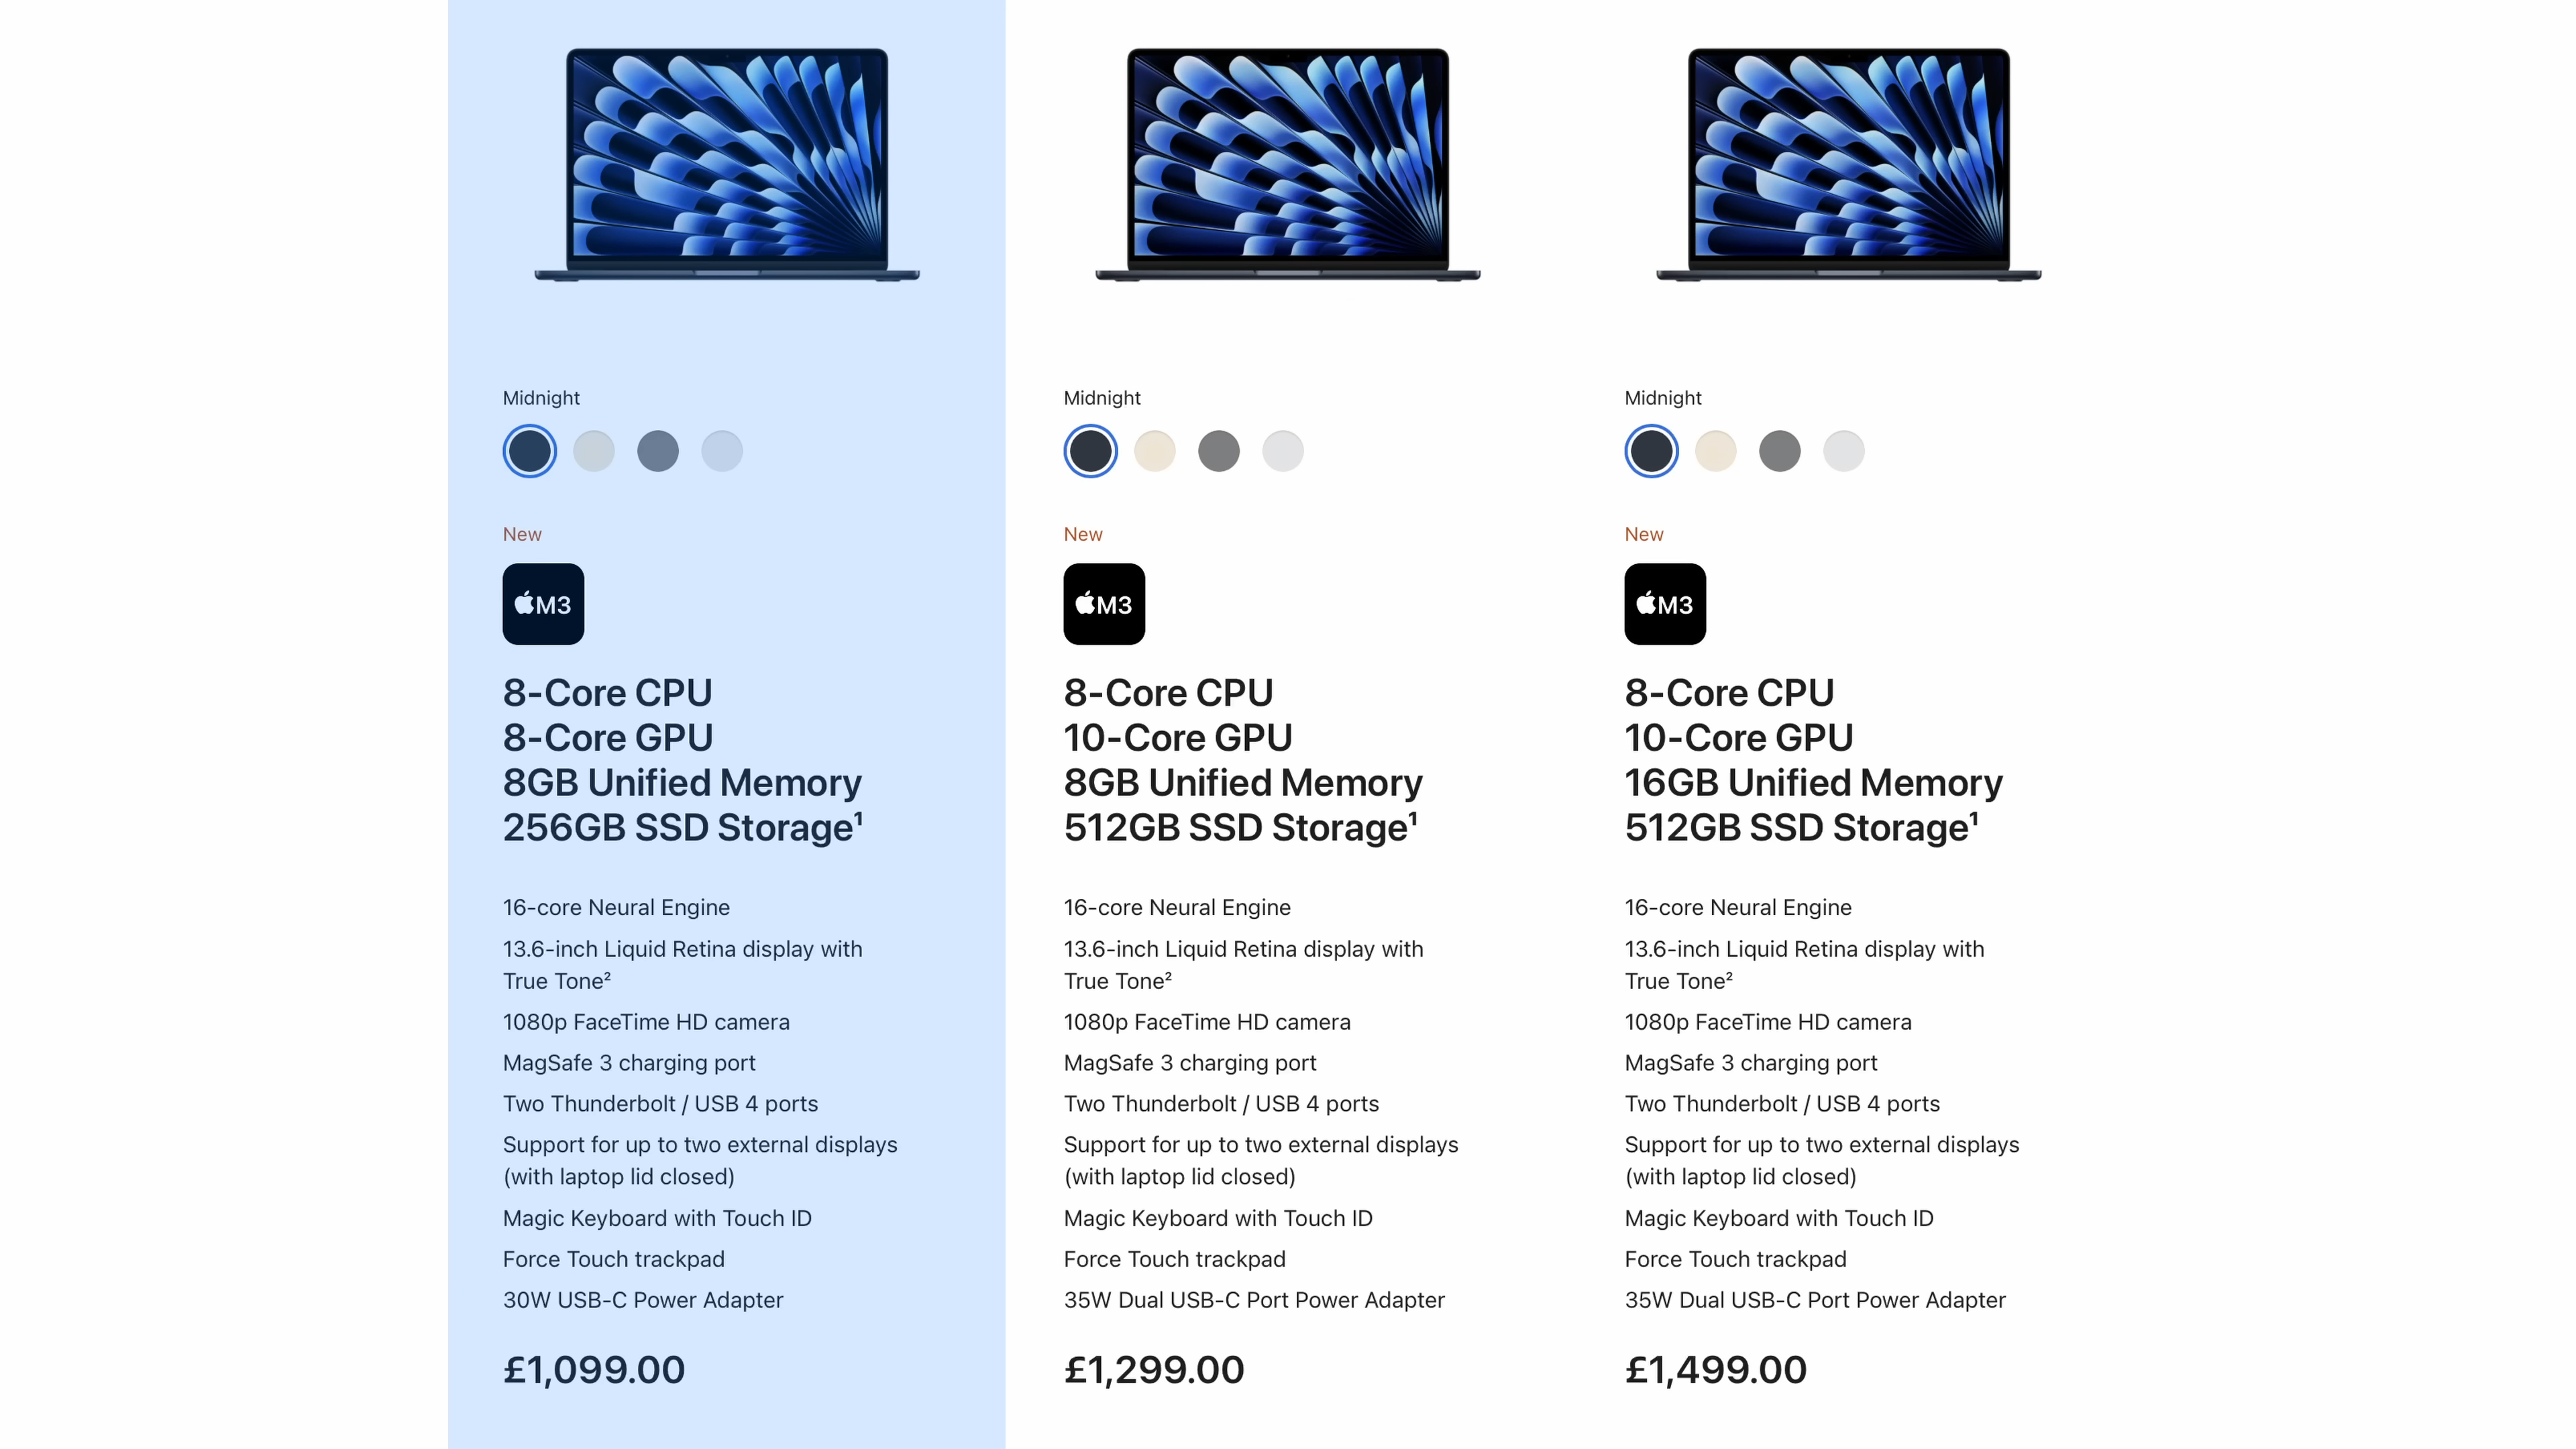 Midnight
New
M3
8-Core CPU
8-Core GPU
8GB Unified Memory
256GB SSD Storage¹
16-core Neural Engine
13.6-inch Liquid Retina display with
True Tone²
1080p FaceTime HD camera
MagSafe 3 charging port
Two Thunderbolt / USB 4 ports
Support for up to two external displays
(with laptop lid closed)
Magic Keyboard with Touch ID
Force Touch trackpad
30W USB-C Power Adapter
£1,099.00
Midnight
New
M3
8-Core CPU
10-Core GPU
8GB Unified Memory
512GB SSD Storage¹
16-core Neural Engine
13.6-inch Liquid Retina display with
True Tone²
1080p FaceTime HD camera
MagSafe 3 charging port
Two Thunderbolt / USB 4 ports
Support for up to two external displays
(with laptop lid closed)
Magic Keyboard with Touch ID
Force Touch trackpad
35W Dual USB-C Port Power Adapter
£1,299.00
Midnight
New
M3
8-Core CPU
10-Core GPU
16GB Unified Memory
512GB SSD Storage¹
16-core Neural Engine
13.6-inch Liquid Retina display with
True Tone²
1080p FaceTime HD camera
MagSafe 3 charging port
Two Thunderbolt / USB 4 ports
Support for up to two external displays
(with laptop lid closed)
Magic Keyboard with Touch ID
Force Touch trackpad
35W Dual USB-C Port Power Adapter
£1,499.00